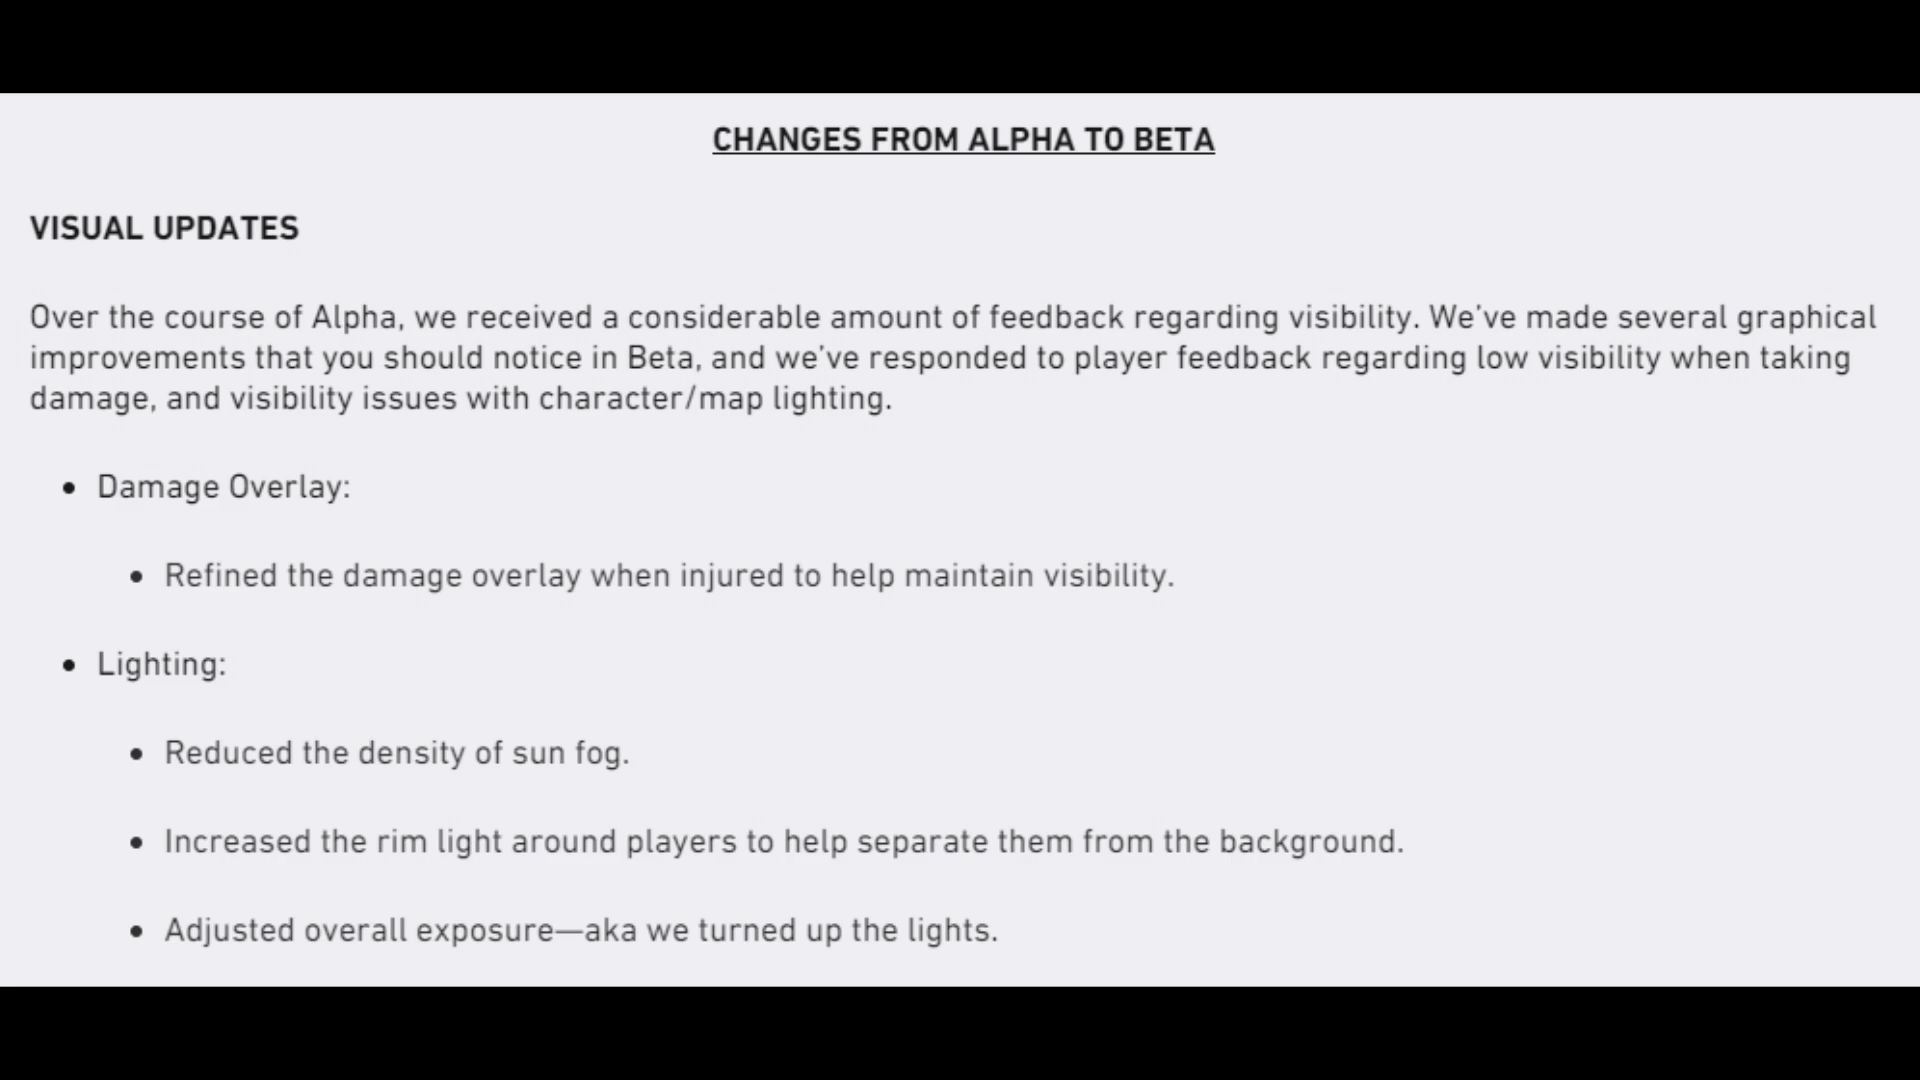 CHANGES FROM ALPHA TO BETA
VISUAL UPDATES
Over the course of Alpha, we received a considerable amount of feedback regarding visibility. We’ve made several graphical
improvements that you should notice in Beta, and we’ve responded to player feedback regarding low visibility when taking
damage, and visibility issues with character/map lighting.
• Damage Overlay:
• Refined the damage overlay when injured to help maintain visibility.
• Lighting:
• Reduced the density of sun fog.
• Increased the rim light around players to help separate them from the background.
• Adjusted overall exposure—aka we turned up the lights.